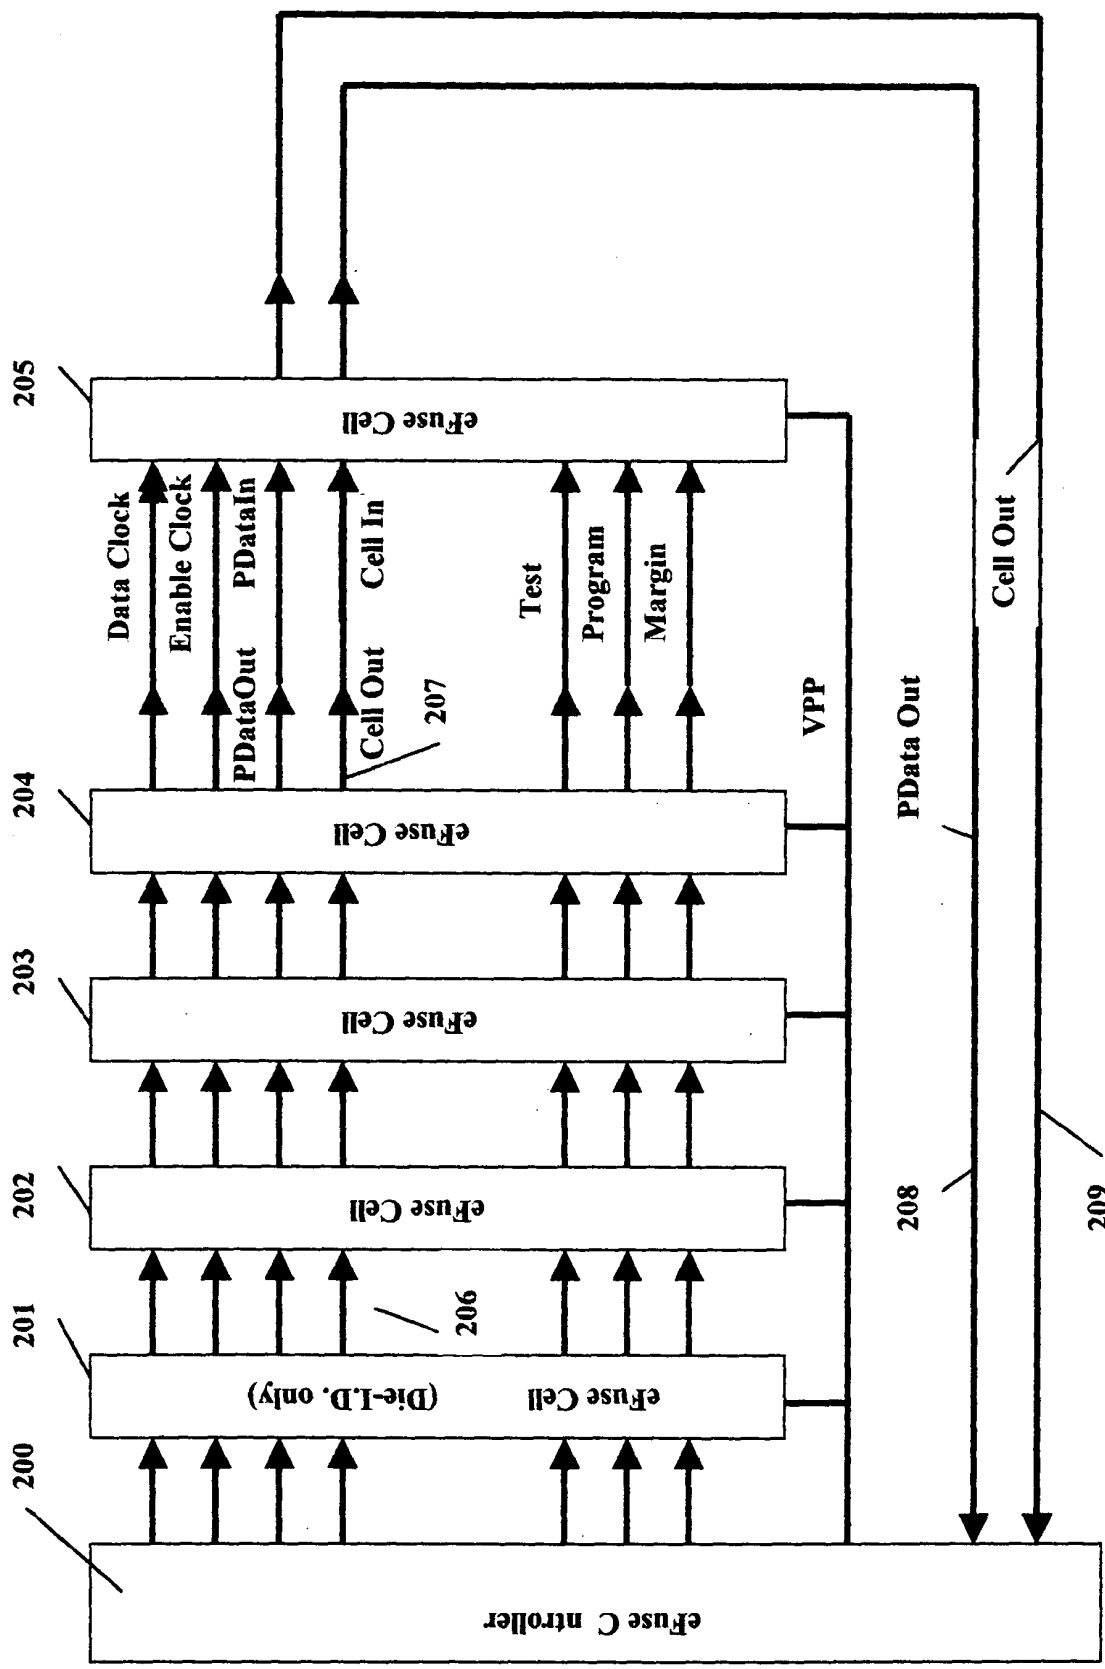 200
201
202
203
204
205
eFuse C ntroller
eFuse Cell
(Die-I.D. only)
eFuse Cell
eFuse Cell
eFuse Cell
eFuse Cell
206
207
Data Clock
Enable Clock
PDataOut PDataIn
Cell Out Cell In
Test
Program
Margin
VPP
PData Out
Cell Out
208
209